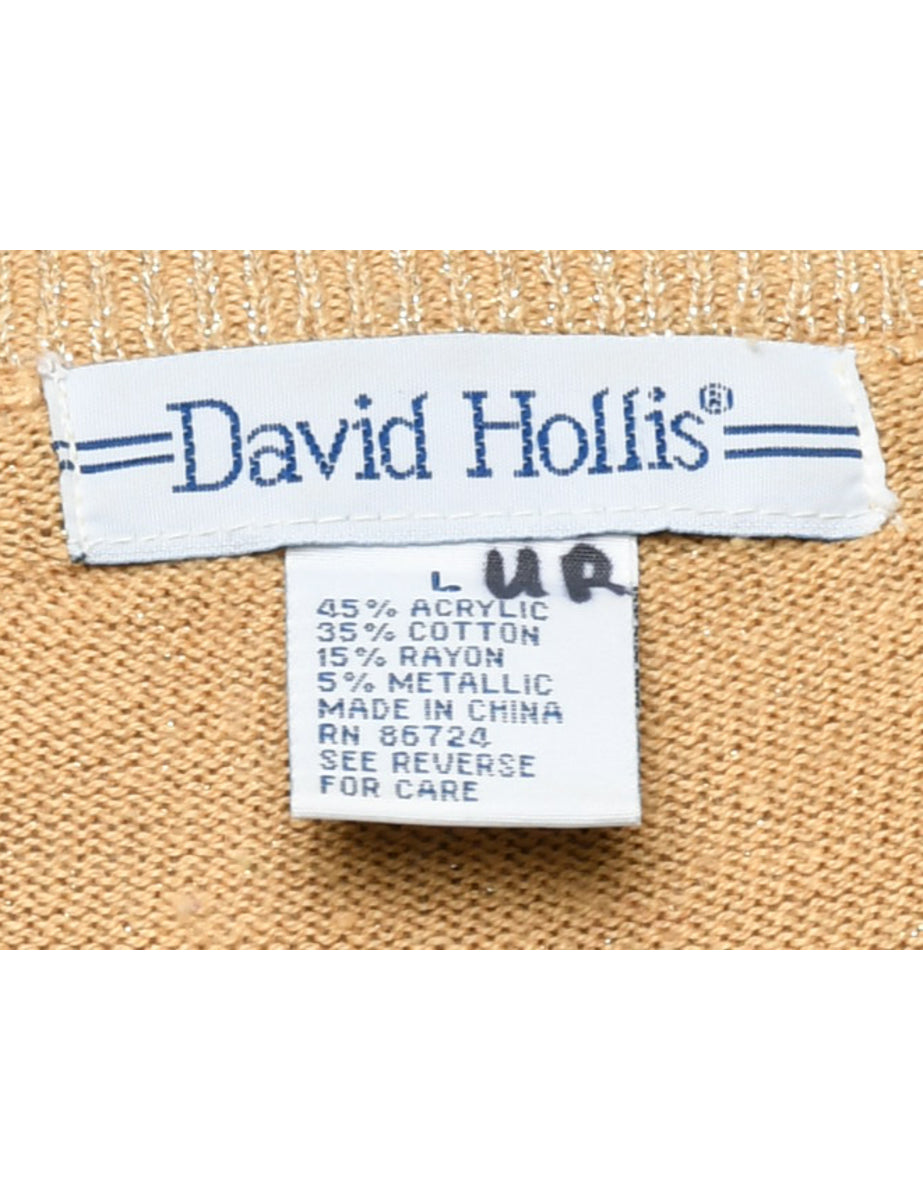 David Hollis®
L UR
45% ACRYLIC
35% COTTON
15% RAYON
5% METALLIC
MADE IN CHINA
RN 86724
SEE REVERSE
FOR CARE